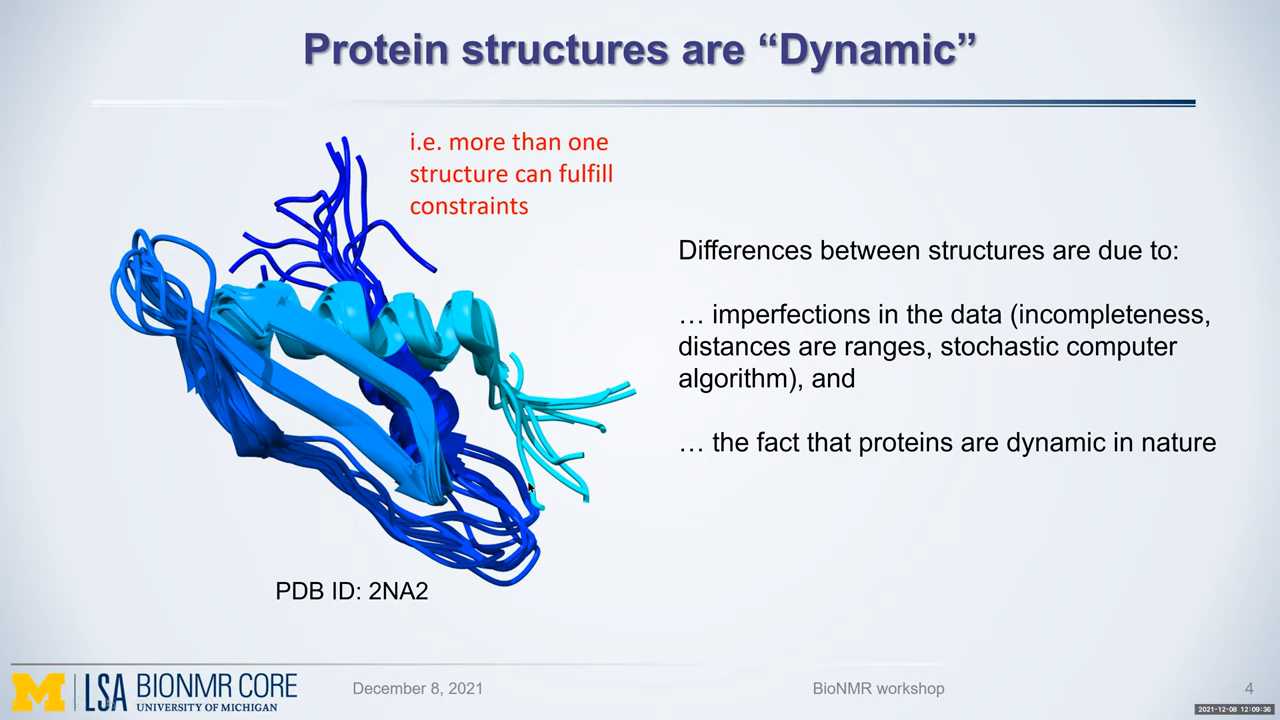 Protein structures are “Dynamic”
i.e. more than one
structure can fulfill
constraints
Differences between structures are due to:
… imperfections in the data (incompleteness,
distances are ranges, stochastic computer
algorithm), and
… the fact that proteins are dynamic in nature
PDB ID: 2NA2
M LSA BIONMR CORE
UNIVERSITY OF MICHIGAN
December 8, 2021
BioNMR workshop
4
2021-12-08 12:09:36